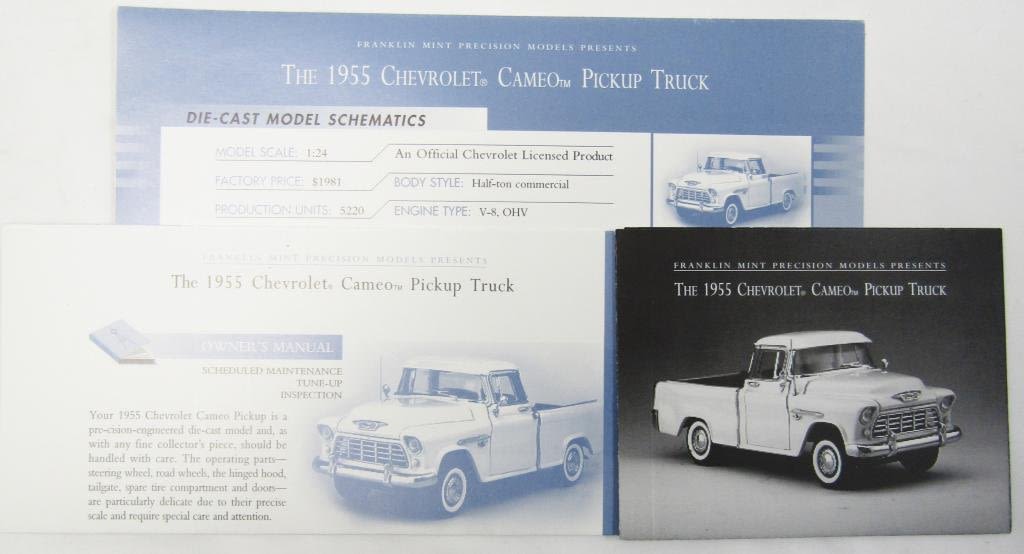 FRANKLIN MINT PRECISION MODELS PRESENTS
THE 1955 CHEVROLET® CAMEO™ PICKUP TRUCK
DIE-CAST MODEL SCHEMATICS
MODEL SCALE: 1:24
An Official Chevrolet Licensed Product
FACTORY PRICE: $1981
BODY STYLE: Half-ton commercial
PRODUCTION UNITS: 5220
ENGINE TYPE: V-8, OHV
FRANKLIN MINT PRECISION MODELS PRESENTS
The 1955 Chevrolet® Cameo™ Pickup Truck
OWNER'S MANUAL
SCHEDULED MAINTENANCE
TUNE-UP
INSPECTION
Your 1955 Chevrolet Cameo Pickup is a
pre-cision-engineered die-cast model and, as
with any fine collector's piece, should be
handled with care. The operating parts—
steering wheel, road wheels, the hinged hood,
tailgate, spare tire compartment and doors—
are particularly delicate due to their precise
scale and require special care and attention.
FRANKLIN MINT PRECISION MODELS PRESENTS
THE 1955 CHEVROLET® CAMEO™ PICKUP TRUCK